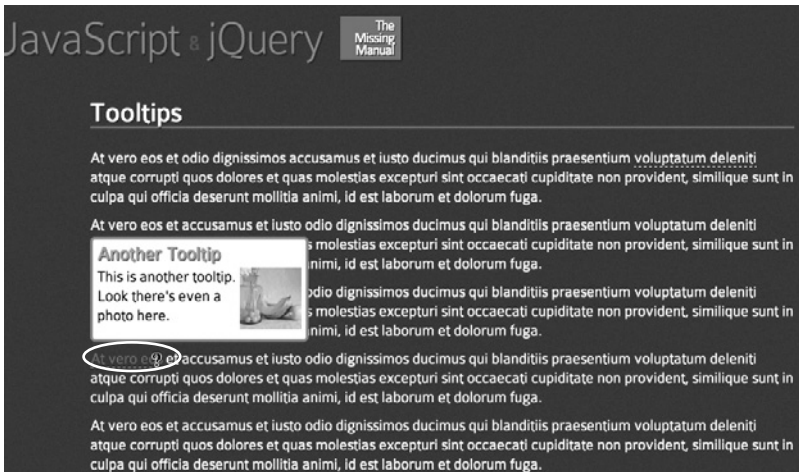 JavaScript & jQuery
The
Missing
Manual
Tooltips
At vero eos et odio dignissimos accusamus et iusto ducimus qui blanditiis praesentium voluptatum deleniti
atque corrupti quos dolores et quas molestias excepturi sint occaecati cupiditate non provident, similique sunt in
culpa qui officia deserunt mollitia animi, id est laborum et dolorum fuga.
At vero eos et accusamus et iusto odio dignissimos ducimus qui blanditiis praesentium voluptatum deleniti
s molestias excepturi sint occaecati cupiditate non provident, similique sunt in
nimi, id est laborum et dolorum fuga.
Another Tooltip
This is another tooltip.
Look there's even a
photo here.
odio dignissimos ducimus qui blanditiis praesentium voluptatum deleniti
s molestias excepturi sint occaecati cupiditate non provident, similique sunt in
nimi, id est laborum et dolorum fuga.
At vero eos et accusamus et iusto odio dignissimos ducimus qui blanditiis praesentium voluptatum deleniti
atque corrupti quos dolores et quas molestias excepturi sint occaecati cupiditate non provident, similique sunt in
culpa qui officia deserunt mollitia animi, id est laborum et dolorum fuga.
At vero eos et accusamus et iusto odio dignissimos ducimus qui blanditiis praesentium voluptatum deleniti
atque corrupti quos dolores et quas molestias excepturi sint occaecati cupiditate non provident, similique sunt in
culpa qui officia deserunt mollitia animi, id est laborum et dolorum fuga.